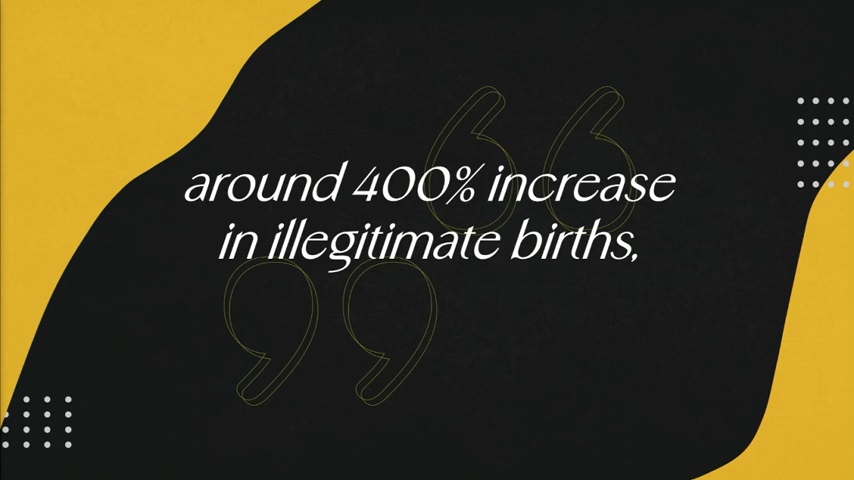 around 400% increase
in illegitimate births,